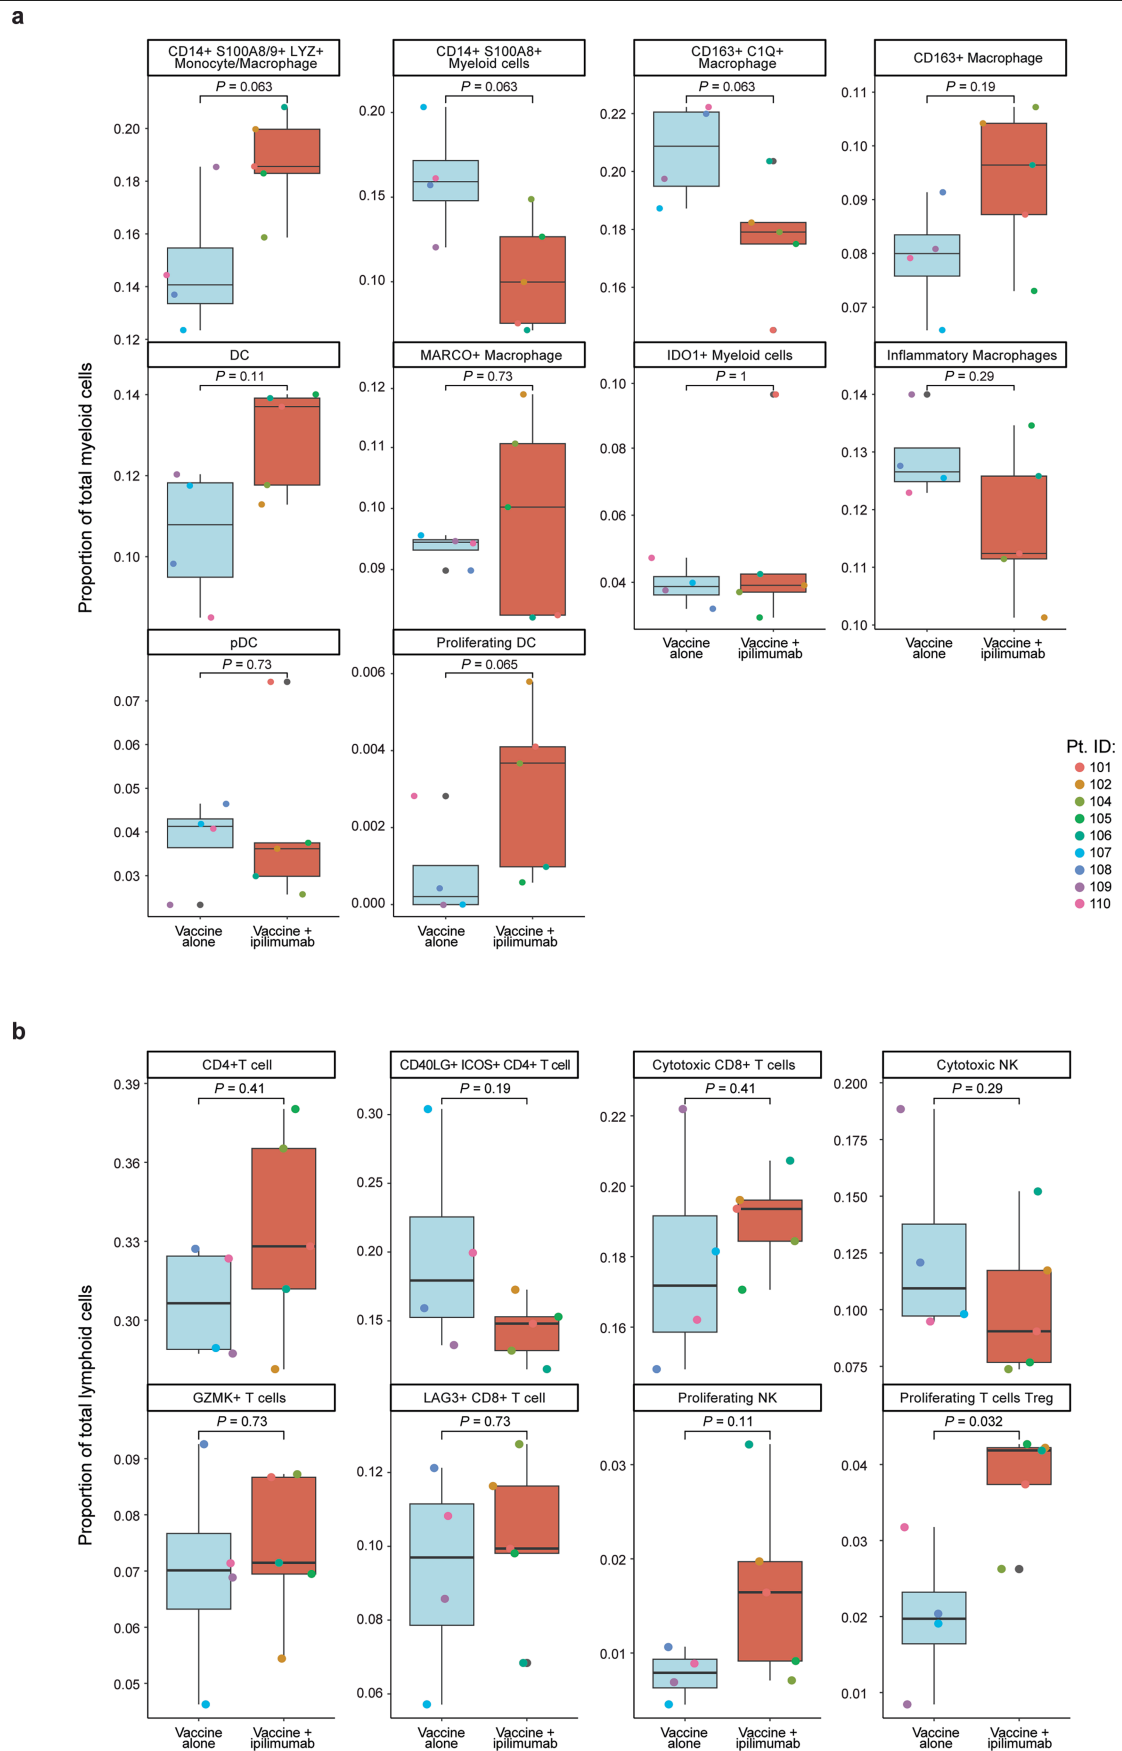 a
Proportion of total myeloid cells
CD14+ S100A8/9+ LYZ+
Monocyte/Macrophage
P = 0.063
0.20
0.18
0.16
0.14
0.12
CD14+ S100A8+
Myeloid cells
P = 0.063
0.20
0.15
0.10
CD163+ C1Q+
Macrophage
P = 0.063
0.22
0.20
0.18
0.16
CD163+ Macrophage
P = 0.19
0.11
0.10
0.09
0.08
0.07
DC
P = 0.11
0.14
0.12
0.10
MARCO+ Macrophage
P = 0.73
0.12
0.11
0.10
0.09
IDO1+ Myeloid cells
P = 1
0.10
0.08
0.06
0.04
Vaccine
alone
Vaccine +
ipilimumab
Inflammatory Macrophages
P = 0.29
0.14
0.13
0.12
0.11
0.10
Vaccine
alone
Vaccine +
ipilimumab
pDC
P = 0.73
0.07
0.06
0.05
0.04
0.03
Vaccine
alone
Vaccine +
ipilimumab
Proliferating DC
P = 0.065
0.006
0.004
0.002
0.000
Vaccine
alone
Vaccine +
ipilimumab
Pt. ID:
101
102
104
105
106
107
108
109
110
b
Proportion of total lymphoid cells
CD4+T cell
P = 0.41
0.39
0.36
0.33
0.30
CD40LG+ ICOS+ CD4+ T cell
P = 0.19
0.30
0.25
0.20
0.15
Cytotoxic CD8+ T cells
P = 0.41
0.22
0.20
0.18
0.16
Cytotoxic NK
P = 0.29
0.200
0.175
0.150
0.125
0.100
0.075
GZMK+ T cells
P = 0.73
0.09
0.08
0.07
0.06
0.05
Vaccine
alone
Vaccine +
ipilimumab
LAG3+ CD8+ T cell
P = 0.73
0.12
0.10
0.08
0.06
Vaccine
alone
Vaccine +
ipilimumab
Proliferating NK
P = 0.11
0.03
0.02
0.01
Vaccine
alone
Vaccine +
ipilimumab
Proliferating T cells Treg
P = 0.032
0.04
0.03
0.02
0.01
Vaccine
alone
Vaccine +
ipilimumab